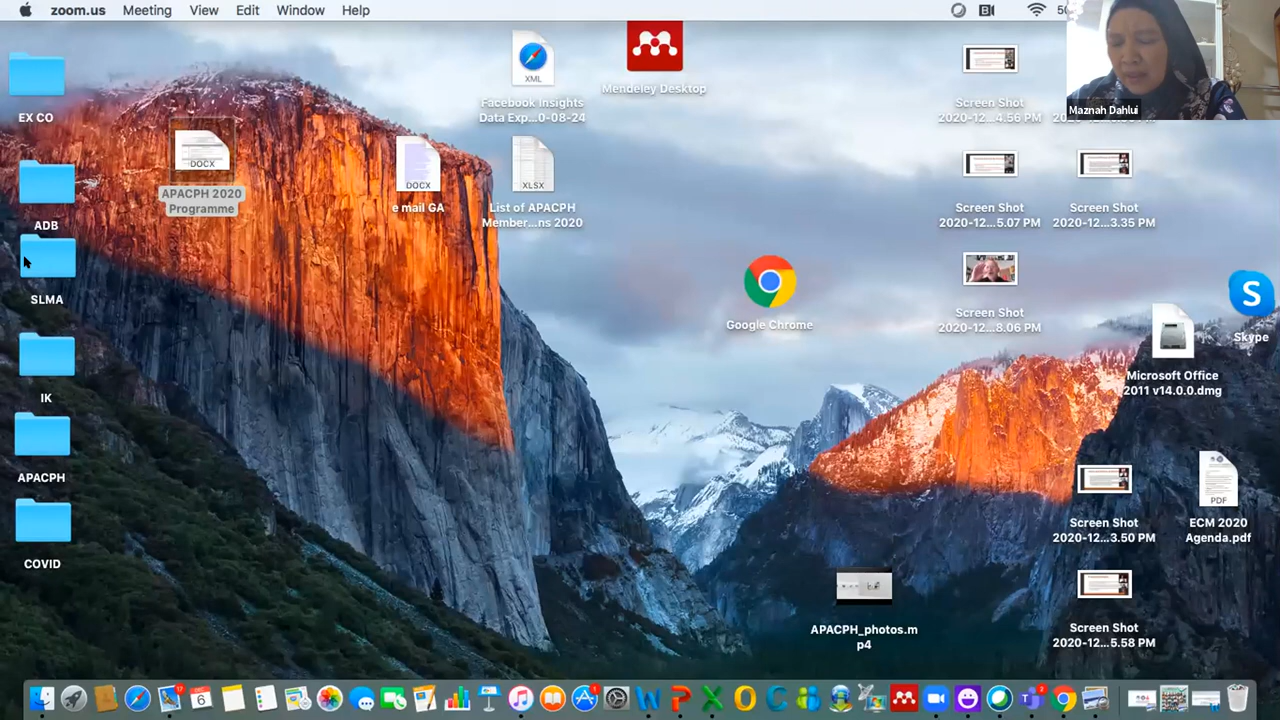 zoom.us Meeting View Edit Window Help
EX CO
ADB
SLMA
IK
APACPH
COVID
DOCX
APACPH 2020
Programme
DOCX
e mail GA
XML
Facebook Insights
Data Exp...0-08-24
XLSX
List of APACPH
Member...ns 2020
Mendeley Desktop
Google Chrome
Screen Shot
2020-12...4.56 PM
Screen Shot
2020-12...5.07 PM
Screen Shot
2020-12...3.35 PM
Screen Shot
2020-12...8.06 PM
Maznah Dahlui
S
Skype
Microsoft Office
2011 v14.0.0.dmg
Screen Shot
2020-12...3.50 PM
PDF
ECM 2020
Agenda.pdf
APACPH_photos.m
p4
Screen Shot
2020-12...5.58 PM
17
6
1
2